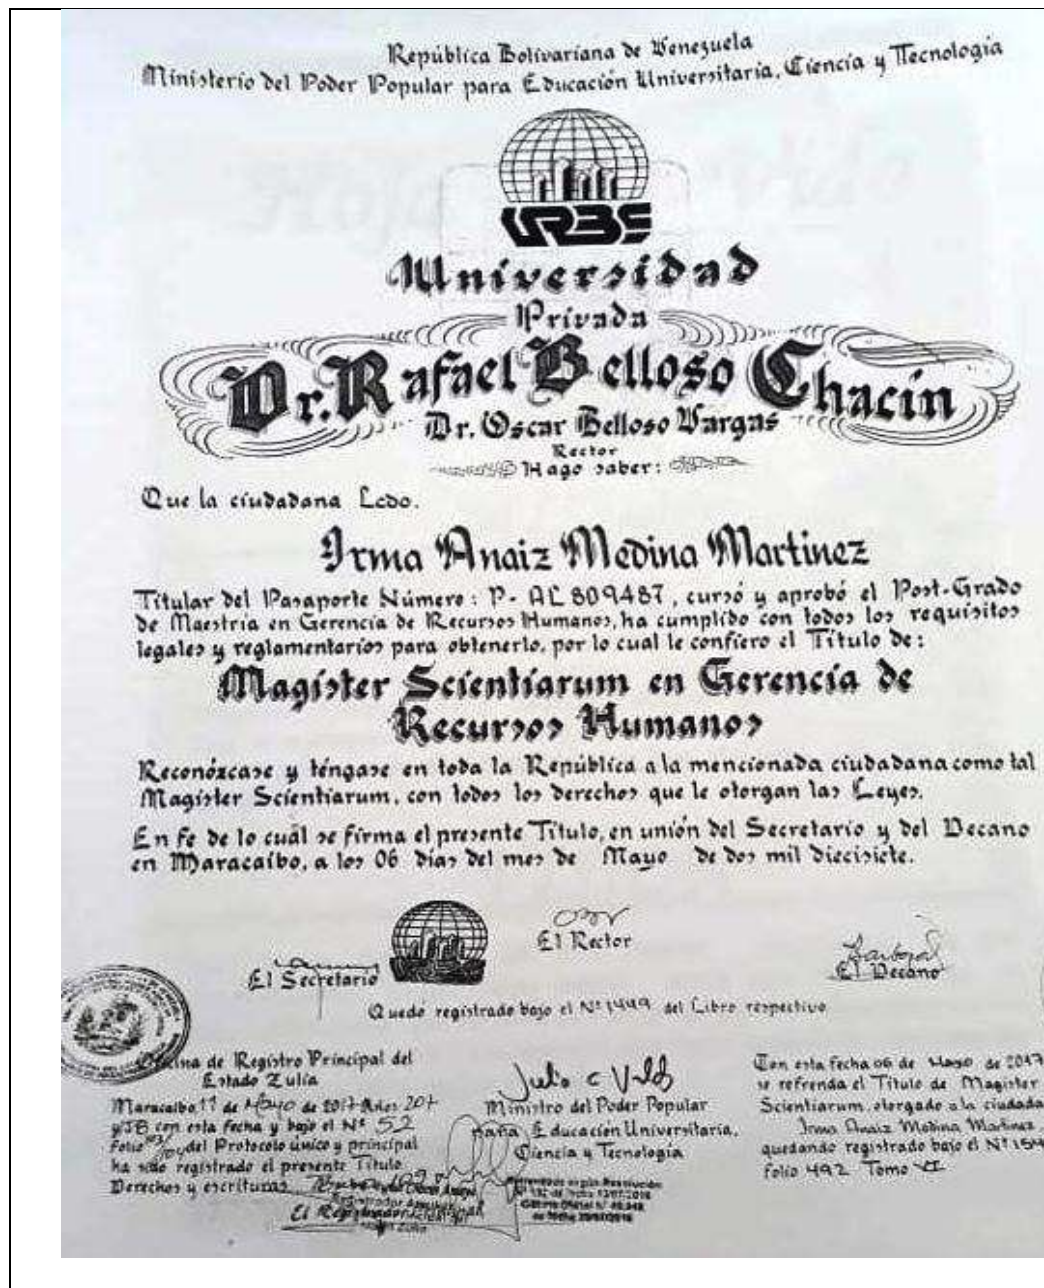 República Bolivariana de Venezuela
Ministerio del Poder Popular para Educación Universitaria, Ciencia y Tecnología
URBE
Universidad
Privada
Dr. Rafael Belloso Chacín
Dr. Oscar Belloso Vargas
Rector
Hago saber:
Que la ciudadana Lcdo.
Irma Anaiz Medina Martinez
Titular del Pasaporte Número: P- AL 809487, cursó y aprobó el Post-Grado
de Maestría en Gerencia de Recursos Humanos, ha cumplido con todos los requisitos
legales y reglamentarios para obtenerlo, por lo cual le confiero el Título de:
Magíster Scientiarum en Gerencia de
Recursos Humanos
Reconózcase y téngase en toda la República a la mencionada ciudadana como tal
Magíster Scientiarum, con todos los derechos que le otorgan las Leyes.
En fe de lo cuál se firma el presente Título, en unión del Secretario y del Decano
en Maracaibo, a los 06 días del mes de Mayo de dos mil diecisiete.
El Rector
El Secretario
El Decano
Quedó registrado bajo el Nº 1449 del Libro respectivo
Oficina de Registro Principal del
Estado Zulia
Maracaibo 11 de Mayo de 2017 Años 207
y 158 con esta fecha y bajo el Nº 52
folio del Protocolo único y principal
ha sido registrado el presente Título
Derechos y escrituras
El Registrador
Ministro del Poder Popular
para Educación Universitaria,
Ciencia y Tecnología
Con esta fecha 06 de Mayo de 2017
se refrenda el Título de Magister
Scientiarum, otorgado a la ciudada
Irma Anaiz Medina Martinez,
quedando registrado bajo el Nº 154
folio 492 Tomo VI